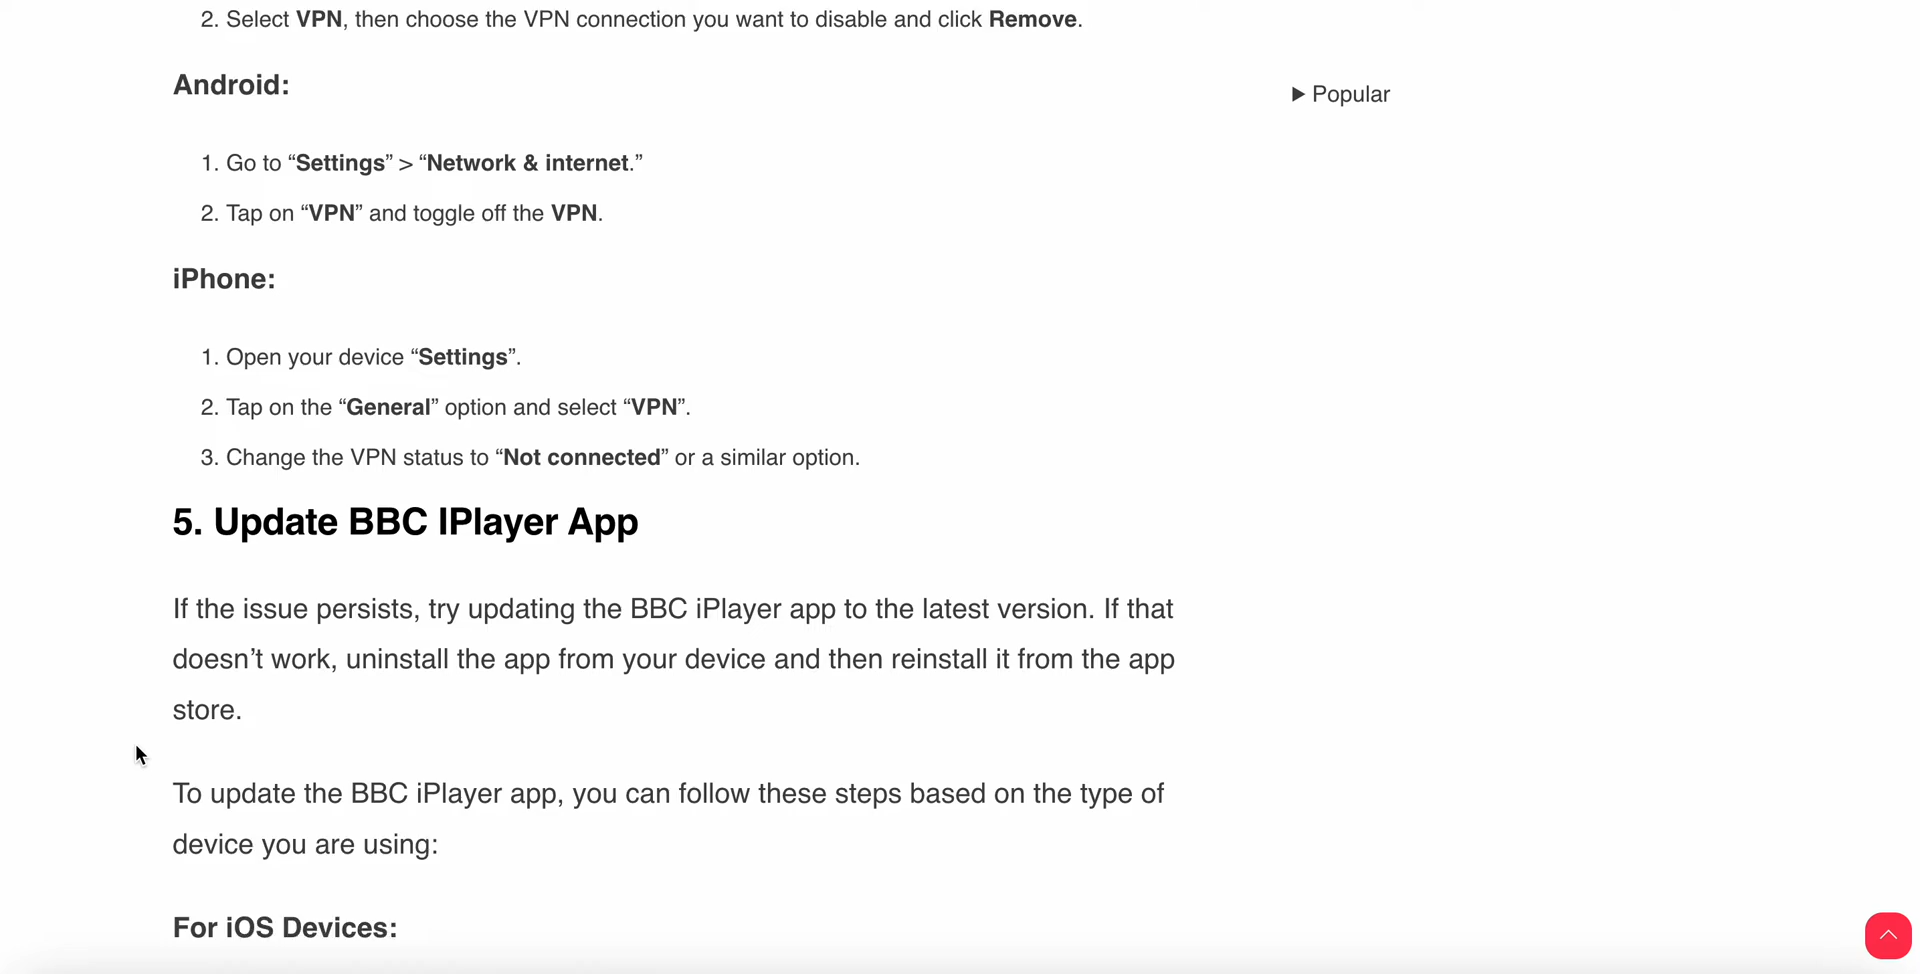 2. Select VPN, then choose the VPN connection you want to disable and click Remove.
Android:
▶ Popular
1. Go to “Settings” > “Network & internet.”
2. Tap on “VPN” and toggle off the VPN.
iPhone:
1. Open your device “Settings”.
2. Tap on the “General” option and select “VPN”.
3. Change the VPN status to “Not connected” or a similar option.
5. Update BBC IPlayer App
If the issue persists, try updating the BBC iPlayer app to the latest version. If that
doesn’t work, uninstall the app from your device and then reinstall it from the app
store.
To update the BBC iPlayer app, you can follow these steps based on the type of
device you are using:
For iOS Devices: